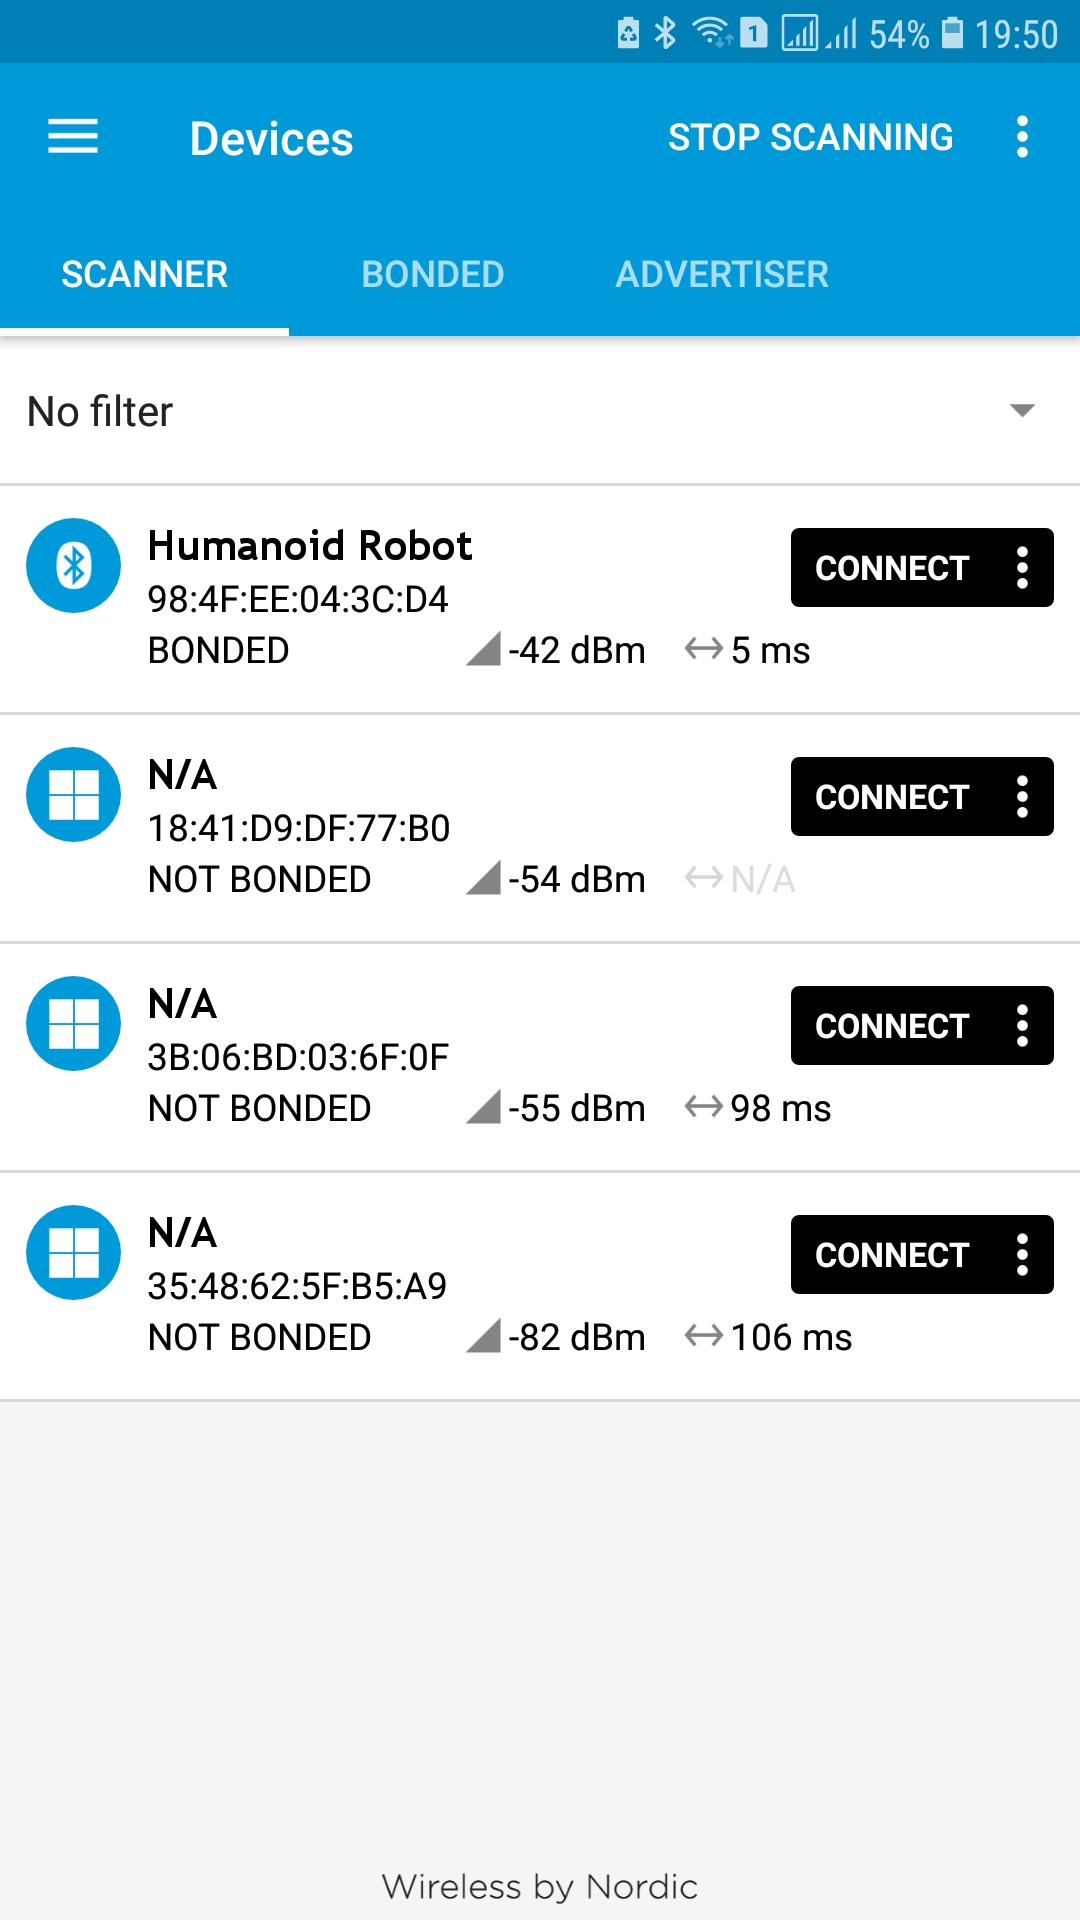 1 54% 19:50
Devices STOP SCANNING
SCANNER BONDED ADVERTISER
No filter
Humanoid Robot CONNECT
98:4F:EE:04:3C:D4
BONDED -42 dBm 5 ms
N/A CONNECT
18:41:D9:DF:77:B0
NOT BONDED -54 dBm N/A
N/A CONNECT
3B:06:BD:03:6F:0F
NOT BONDED -55 dBm 98 ms
N/A CONNECT
35:48:62:5F:B5:A9
NOT BONDED -82 dBm 106 ms
Wireless by Nordic